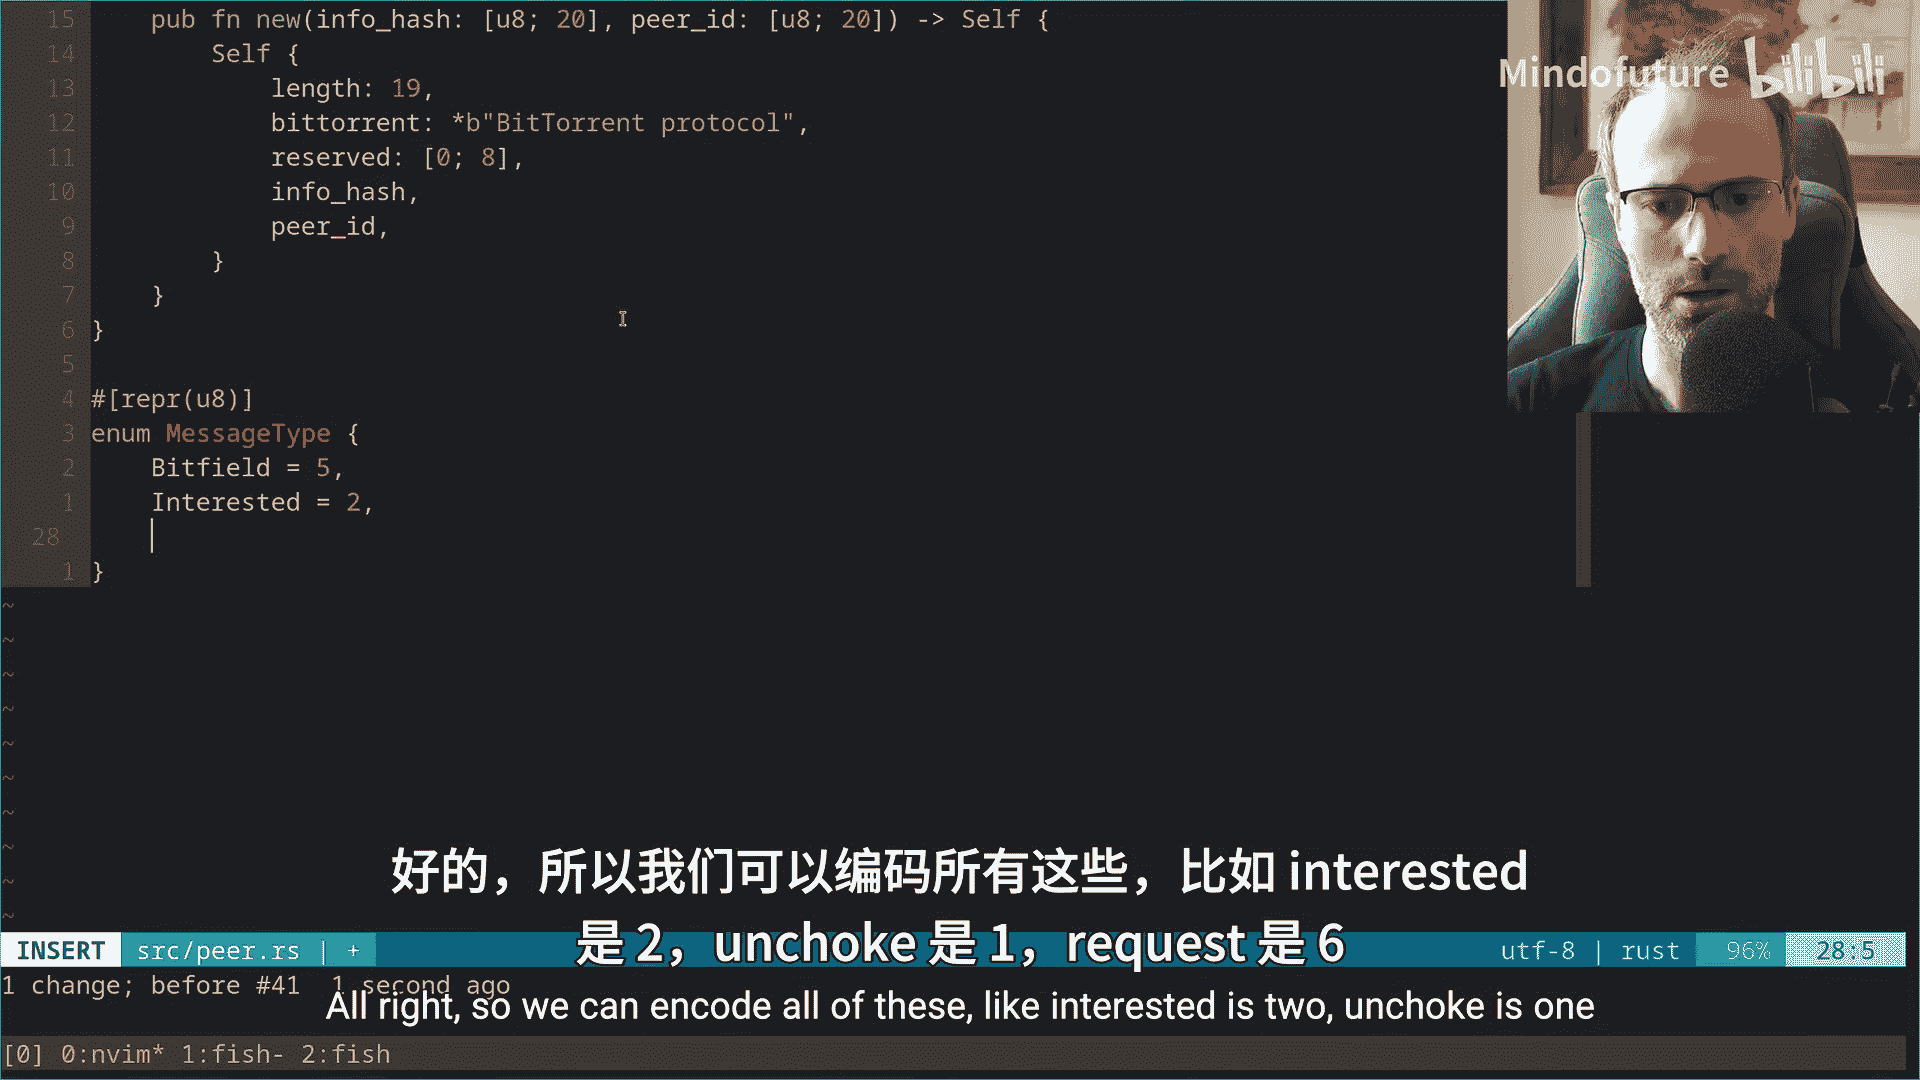 15 pub fn new(info_hash: [u8; 20], peer_id: [u8; 20]) -> Self {
14 Self {
13 length: 19,
12 bittorrent: *b"BitTorrent protocol",
11 reserved: [0; 8],
10 info_hash,
9 peer_id,
8 }
7 }
6 }
5
4 #[repr(u8)]
3 enum MessageType {
2 Bitfield = 5,
1 Interested = 2,
28
1 }
~
~
~
~
~
~
~
~
~
~
Mindofuture bilibili
好的，所以我们可以编码所有这些，比如 interested
是 2，unchoke 是 1，request 是 6
INSERT src/peer.rs | + utf-8 | rust 96% 28:5
1 change; before #41 1 second ago
All right, so we can encode all of these, like interested is two, unchoke is one
[0] 0:nvim* 1:fish- 2:fish